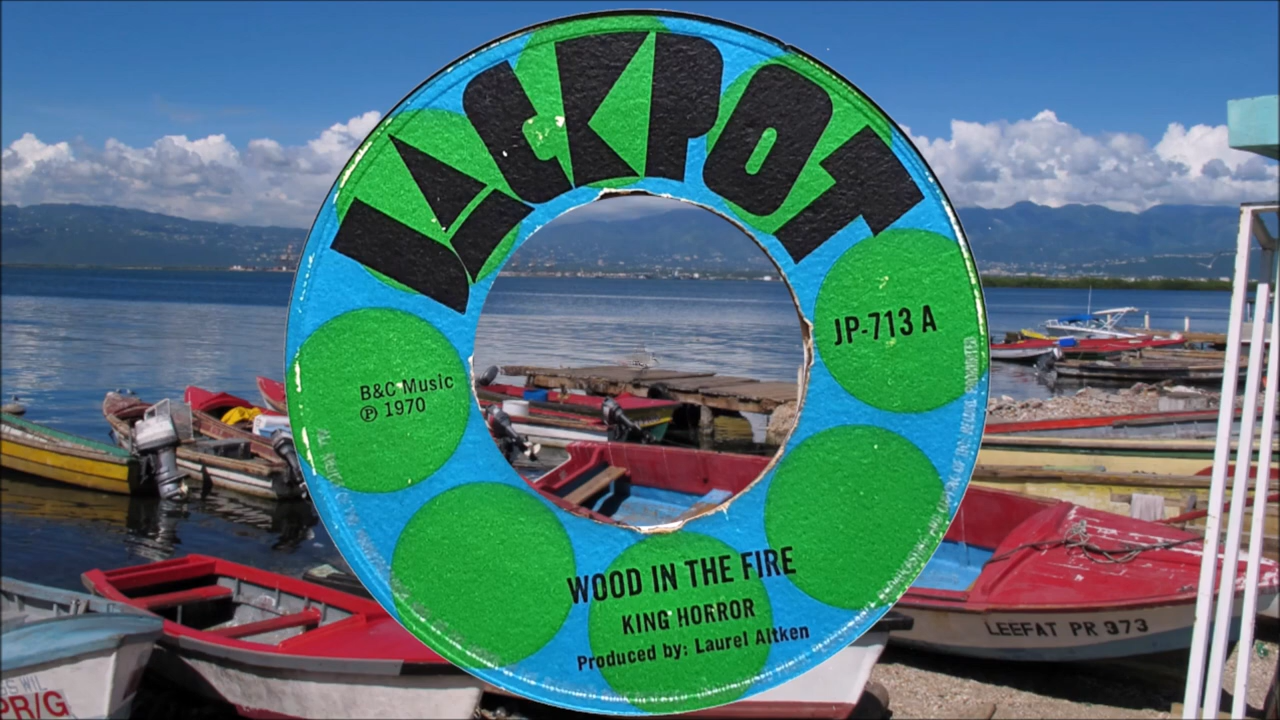 JACKPOT
JP-713 A
B&C Music
℗ 1970
WOOD IN THE FIRE
KING HORROR
Produced by: Laurel Aitken
LEEFAT PR 373
PR/G